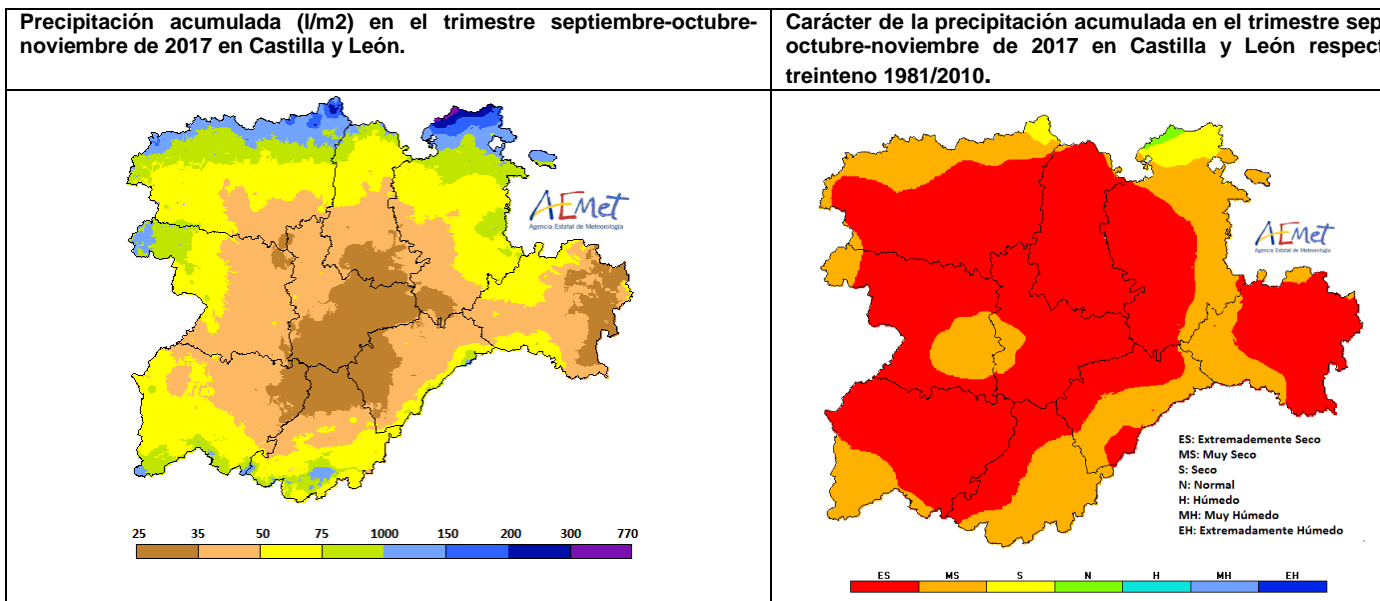 Precipitación acumulada (l/m2) en el trimestre septiembre-octubre-
noviembre de 2017 en Castilla y León.
Carácter de la precipitación acumulada en el trimestre sep
octubre-noviembre de 2017 en Castilla y León respect
treinteno 1981/2010.
AEMet
Agencia Estatal de Meteorología
25 35 50 75 1000 150 200 300 770
AEMet
Agencia Estatal de Meteorología
ES: Extremademente Seco
MS: Muy Seco
S: Seco
N: Normal
H: Húmedo
MH: Muy Húmedo
EH: Extremadamente Húmedo
ES MS S N H MH EH